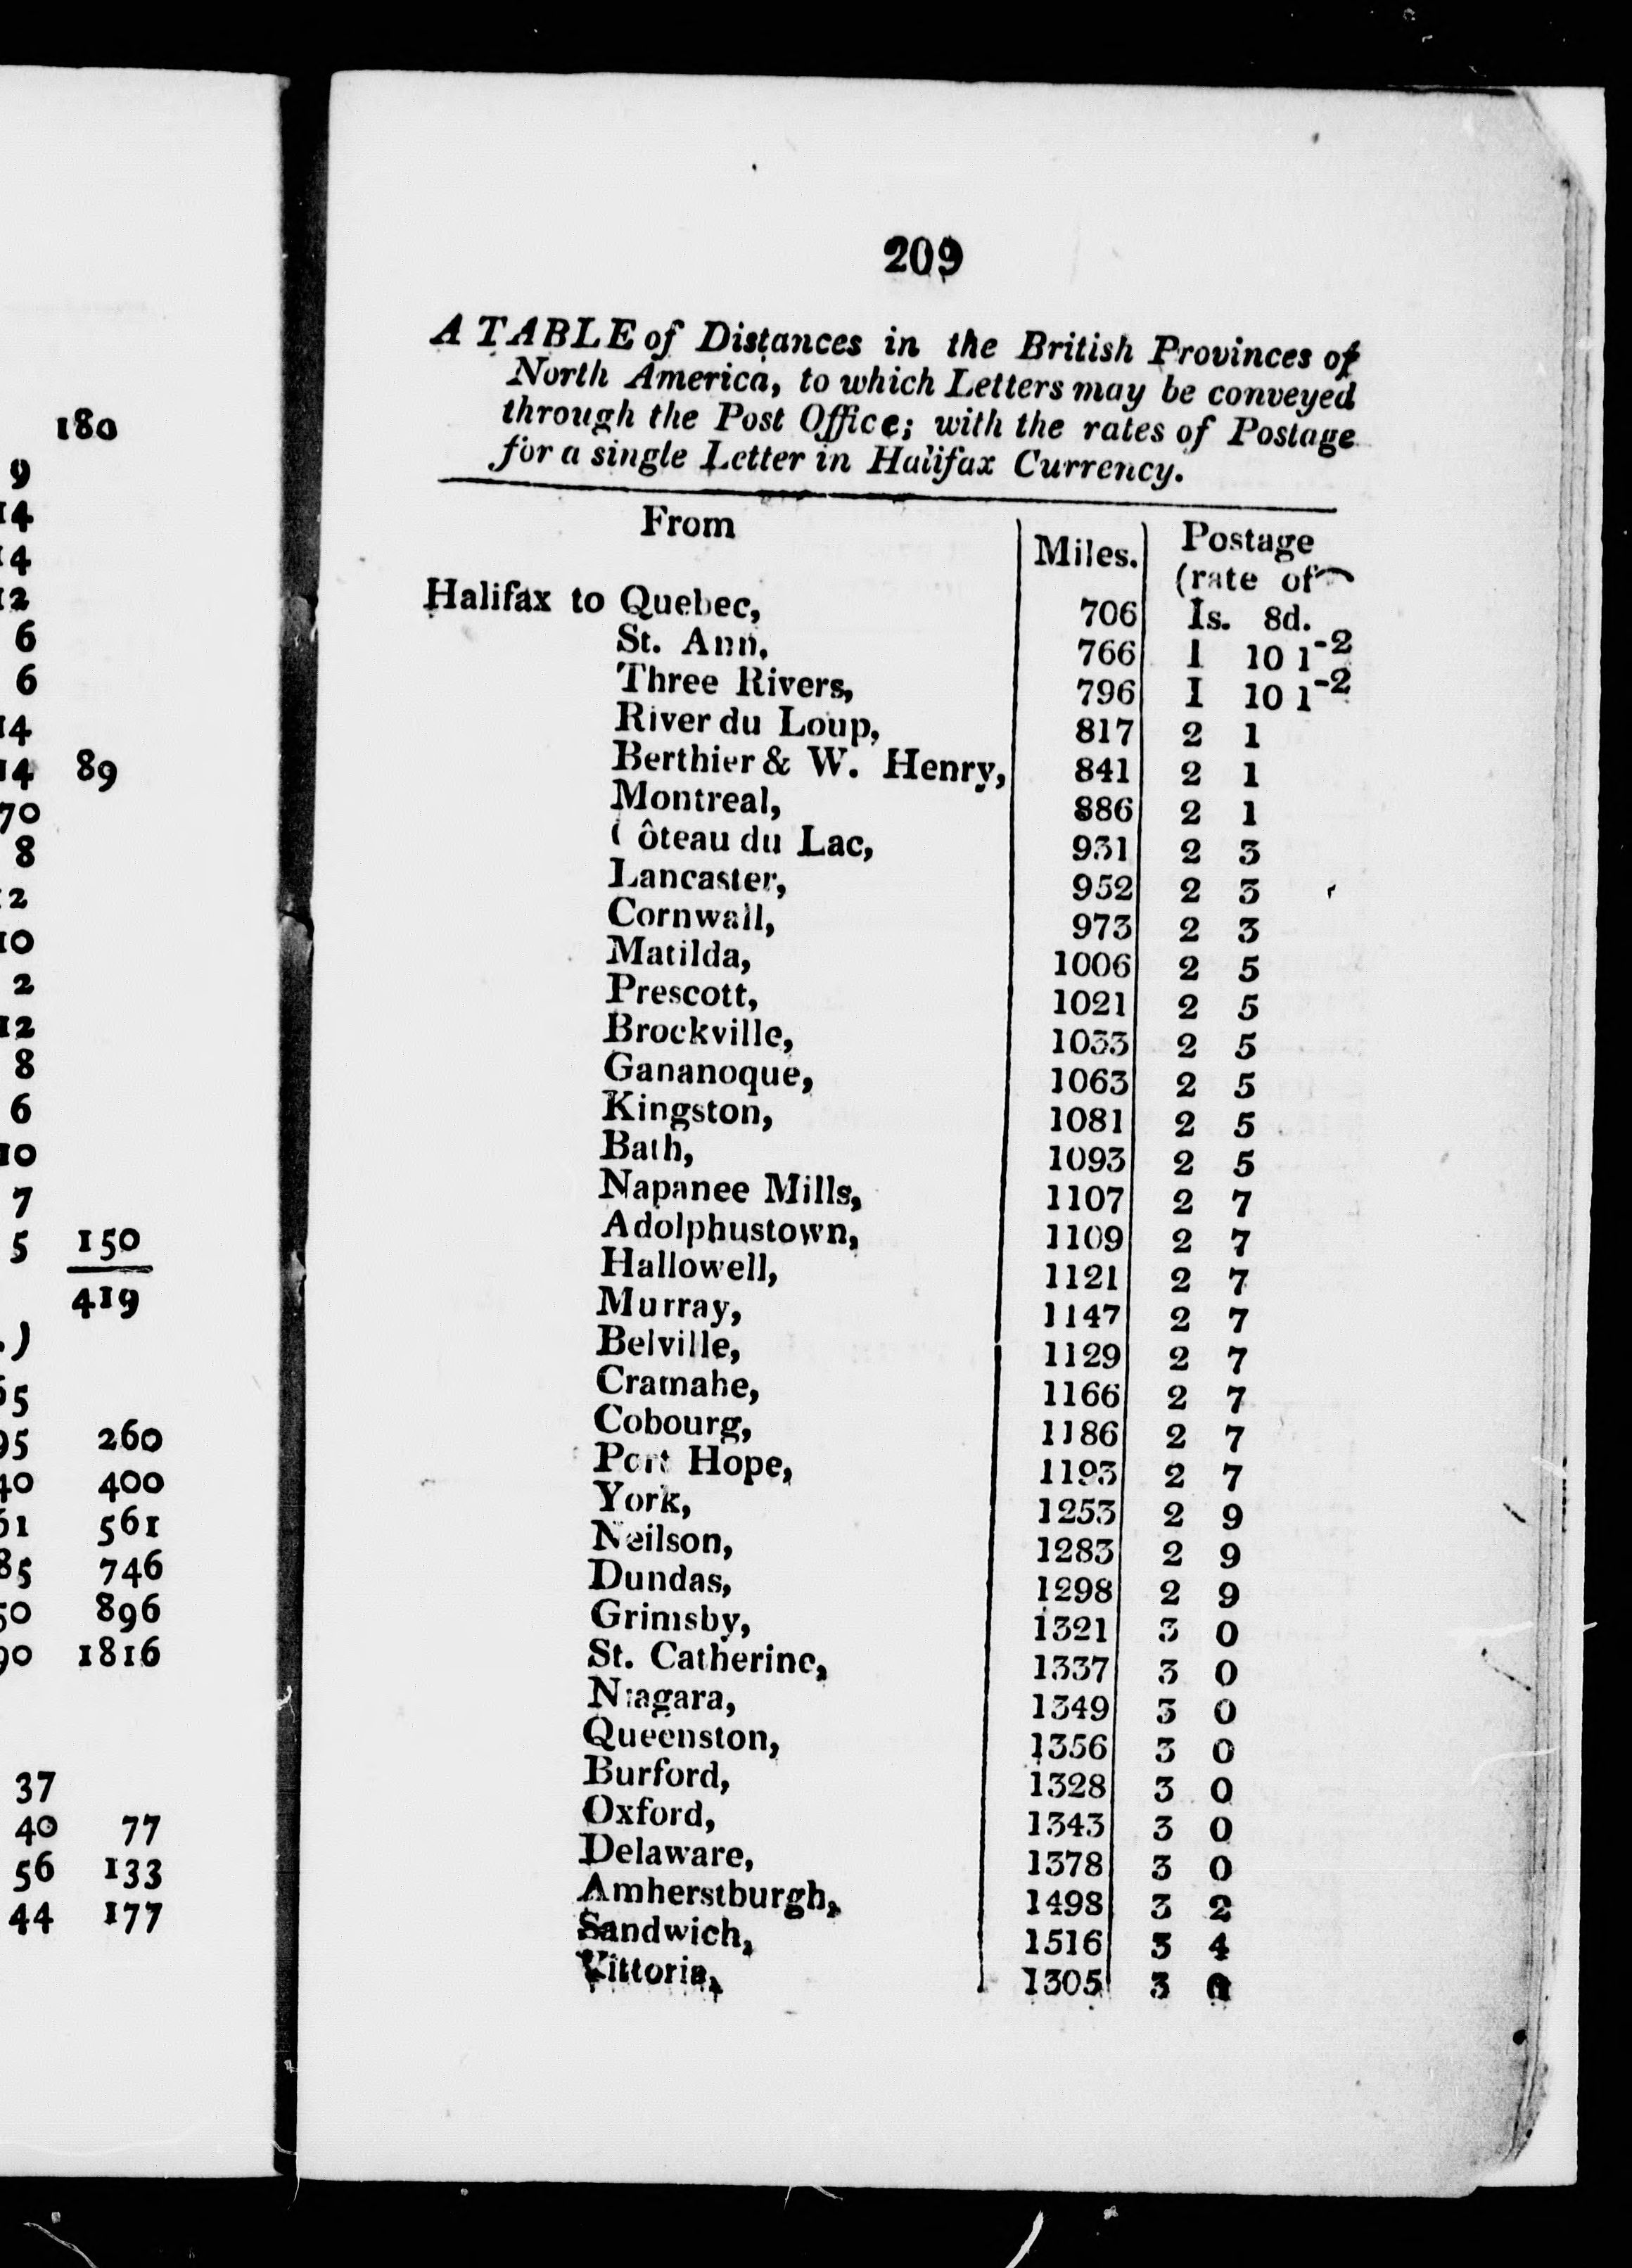 180
9
14
14
12
6
6
14
14 89
70
8
12
10
2
12
8
6
10
7
5 150
419
.)
65
95 260
40 400
61 561
85 746
50 896
90 1816
37
40 77
56 133
44 177
209
A TABLE of Distances in the British Provinces of
North America, to which Letters may be conveyed
through the Post Office; with the rates of Postage
for a single Letter in Halifax Currency.
From Miles. Postage
(rate of
Halifax to Quebec, 706 Is. 8d.
St. Ann, 766 1 10 1-2
Three Rivers, 796 I 10 1-2
River du Loup, 817 2 1
Berthier & W. Henry, 841 2 1
Montreal, 886 2 1
Côteau du Lac, 931 2 3
Lancaster, 952 2 3
Cornwall, 973 2 3
Matilda, 1006 2 5
Prescott, 1021 2 5
Brockville, 1033 2 5
Gananoque, 1063 2 5
Kingston, 1081 2 5
Bath, 1093 2 5
Napanee Mills, 1107 2 7
Adolphustown, 1109 2 7
Hallowell, 1121 2 7
Murray, 1147 2 7
Belville, 1129 2 7
Cramahe, 1166 2 7
Cobourg, 1186 2 7
Port Hope, 1193 2 7
York, 1253 2 9
Neilson, 1283 2 9
Dundas, 1298 2 9
Grimsby, 1321 3 0
St. Catherine, 1337 3 0
Niagara, 1349 3 0
Queenston, 1356 3 0
Burford, 1328 3 0
Oxford, 1343 3 0
Delaware, 1378 3 0
Amherstburgh, 1498 3 2
Sandwich, 1516 3 4
Vittoria, 1305 3